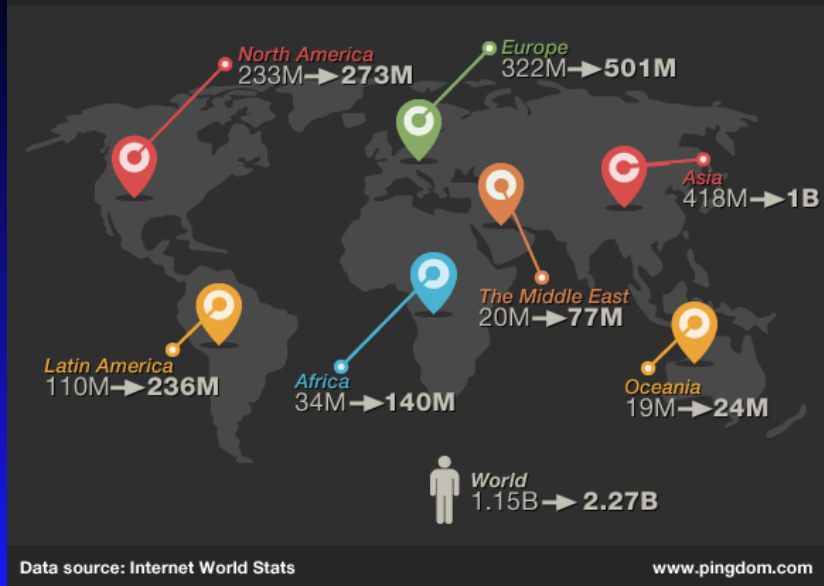 North America
233M→273M
Europe
322M→501M
Asia
418M→1B
The Middle East
20M→77M
Latin America
110M→236M
Africa
34M→140M
Oceania
19M→24M
World
1.15B→2.27B
Data source: Internet World Stats
www.pingdom.com